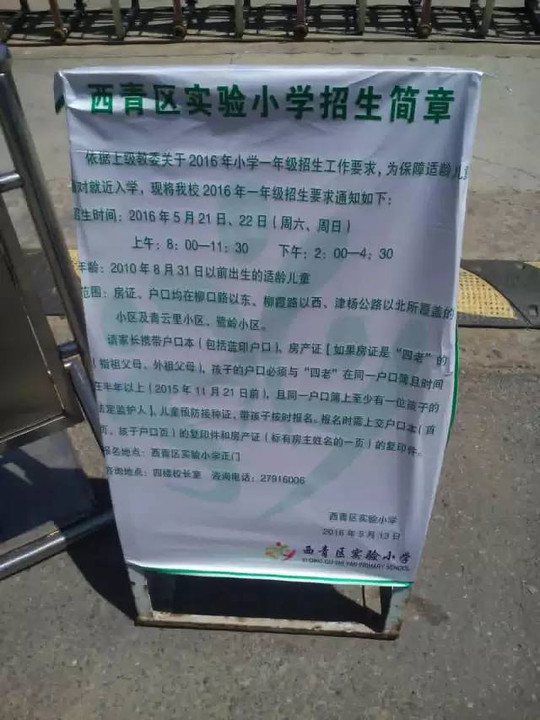 西青区实验小学招生简章
依据上级教委关于2016年小学一年级招生工作要求，为保障适龄儿童
对就近入学，现将我校2016年一年级招生要求通知如下：
招生时间：2016年5月21日、22日（周六、周日）
上午：8：00—11：30 下午：2：00—4：30
年龄：2010年8月31日以前出生的适龄儿童
范围：房证、户口均在柳口路以东、柳霞路以西、津杨公路以北所覆盖的
小区及青云里小区、鹭岭小区。
请家长携带户口本（包括蓝印户口）、房产证【如果房证是“四老”的
（指祖父母、外祖父母），孩子的户口必须与“四老”在同一户口簿且时间
在半年以上（2015年11月21日前），且同一户口簿上至少有一位孩子的
法定监护人】、儿童预防接种证、带孩子按时报名。报名时需上交户口本（首
页、孩子户口页）的复印件和房产证（标有房主姓名的一页）的复印件。
报名地点：西青区实验小学正门
咨询地点：四楼校长室 咨询电话：27916006
西青区实验小学
2016年5月13日
西青区实验小学
XI QING QU SHI YAN PRIMARY SCHOOL